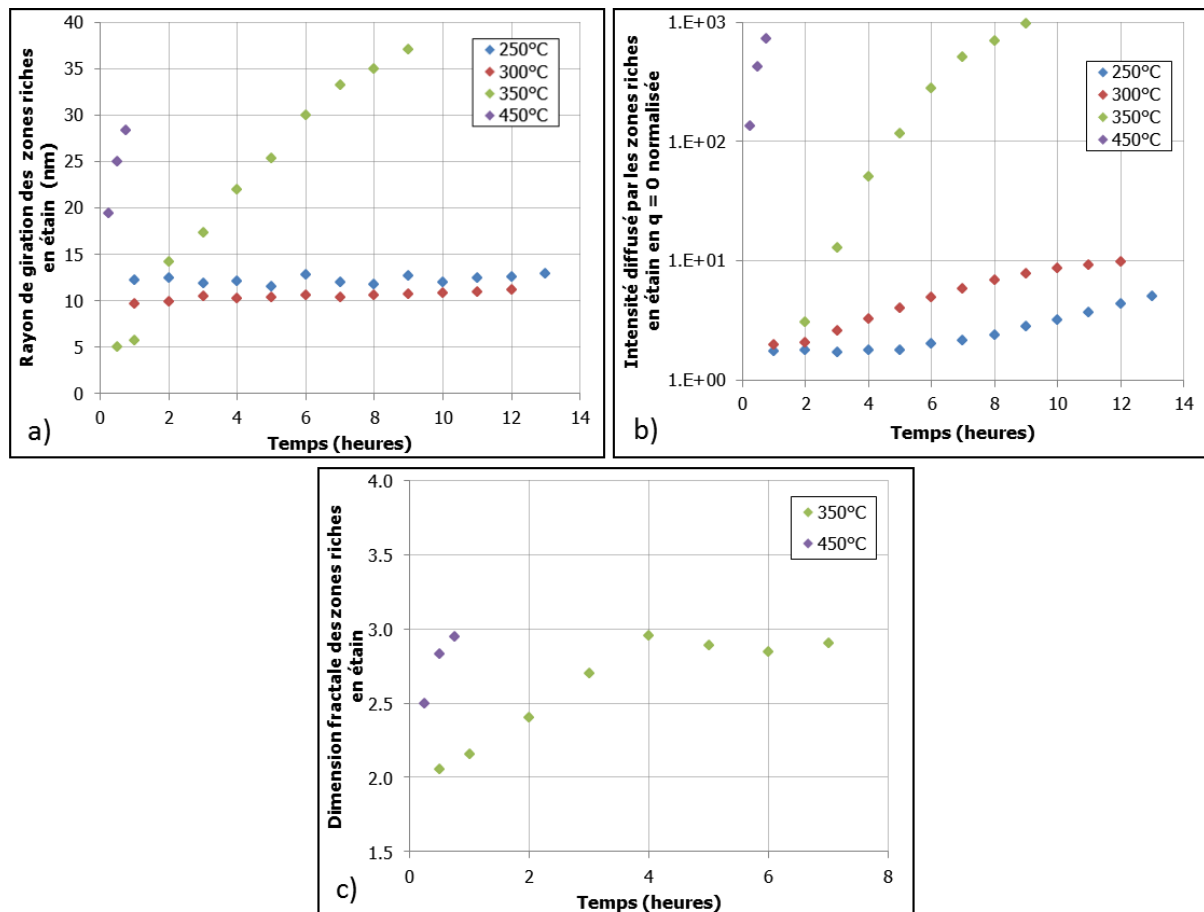 Rayon de giration des zones riches
en étain (nm)
40
35
30
25
20
15
10
5
0
0
2
4
6
8
10
12
14
250°C
300°C
350°C
450°C
a)
Temps (heures)
Intensité diffusé par les zones riches
en étain en q = 0 normalisée
1.E+03
1.E+02
1.E+01
1.E+00
0
2
4
6
8
10
12
14
250°C
300°C
350°C
450°C
b)
Temps (heures)
Dimension fractale des zones riches
en étain
4.0
3.5
3.0
2.5
2.0
1.5
0
2
4
6
8
350°C
450°C
c)
Temps (heures)